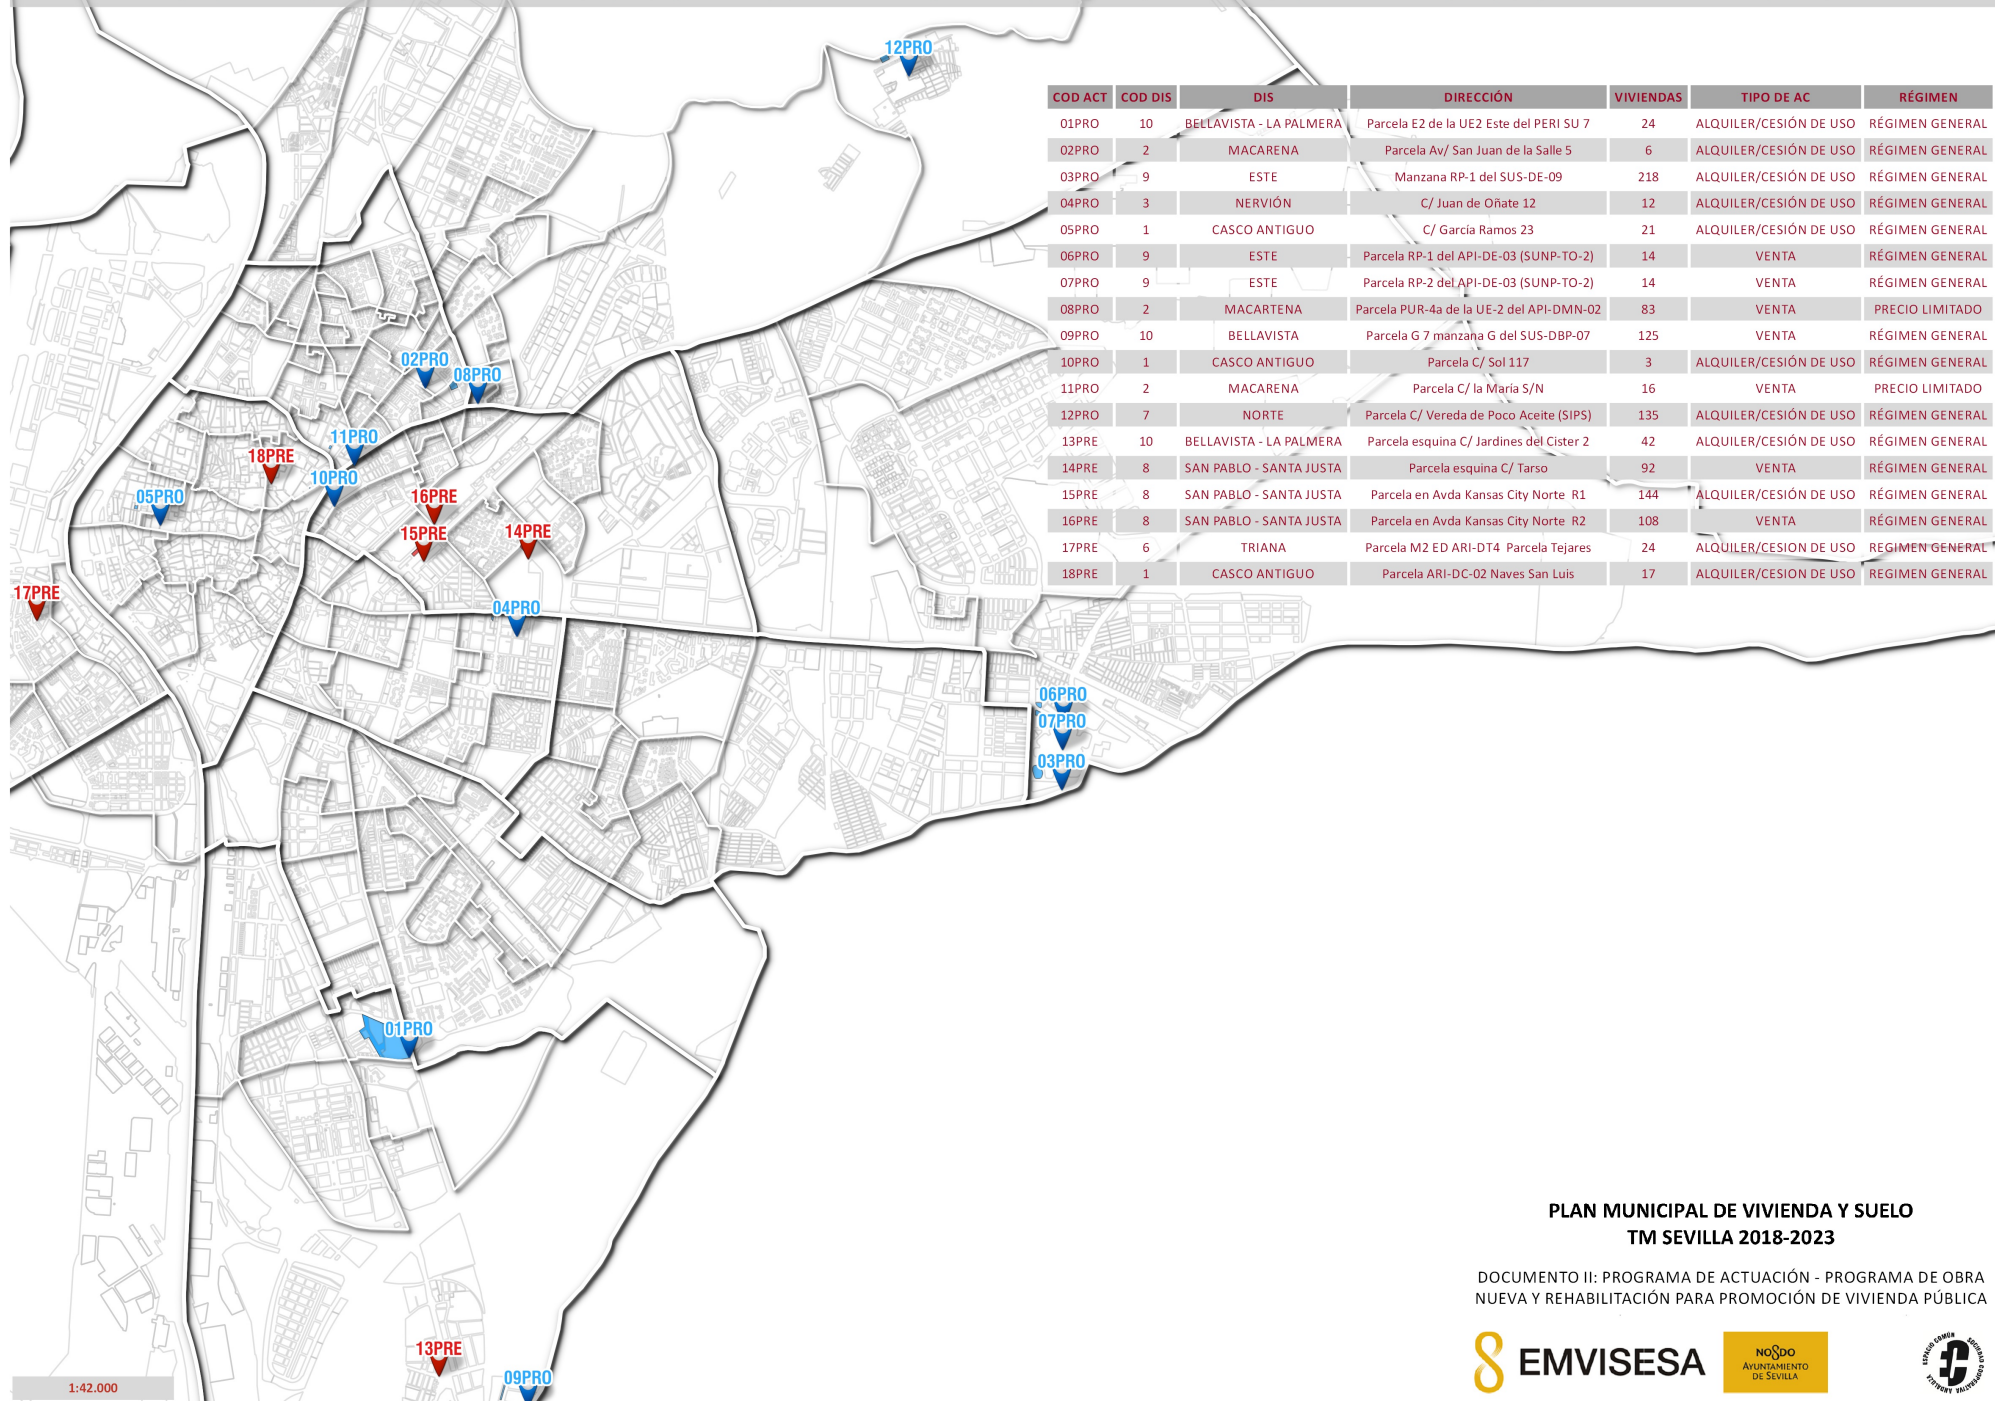 12PRO
COD ACT COD DIS DIS DIRECCIÓN VIVIENDAS TIPO DE AC RÉGIMEN
01PRO 10 BELLAVISTA - LA PALMERA Parcela E2 de la UE2 Este del PERI SU 7 24 ALQUILER/CESIÓN DE USO RÉGIMEN GENERAL
02PRO 2 MACARENA Parcela Av/ San Juan de la Salle 5 6 ALQUILER/CESIÓN DE USO RÉGIMEN GENERAL
03PRO 9 ESTE Manzana RP-1 del SUS-DE-09 218 ALQUILER/CESIÓN DE USO RÉGIMEN GENERAL
04PRO 3 NERVIÓN C/ Juan de Oñate 12 12 ALQUILER/CESIÓN DE USO RÉGIMEN GENERAL
05PRO 1 CASCO ANTIGUO C/ García Ramos 23 21 ALQUILER/CESIÓN DE USO RÉGIMEN GENERAL
06PRO 9 ESTE Parcela RP-1 del API-DE-03 (SUNP-TO-2) 14 VENTA RÉGIMEN GENERAL
07PRO 9 ESTE Parcela RP-2 del API-DE-03 (SUNP-TO-2) 14 VENTA RÉGIMEN GENERAL
08PRO 2 MACARTENA Parcela PUR-4a de la UE-2 del API-DMN-02 83 VENTA PRECIO LIMITADO
09PRO 10 BELLAVISTA Parcela G 7 manzana G del SUS-DBP-07 125 VENTA RÉGIMEN GENERAL
10PRO 1 CASCO ANTIGUO Parcela C/ Sol 117 3 ALQUILER/CESIÓN DE USO RÉGIMEN GENERAL
11PRO 2 MACARENA Parcela C/ la María S/N 16 VENTA PRECIO LIMITADO
12PRO 7 NORTE Parcela C/ Vereda de Poco Aceite (SIPS) 135 ALQUILER/CESIÓN DE USO RÉGIMEN GENERAL
13PRE 10 BELLAVISTA - LA PALMERA Parcela esquina C/ Jardines del Cister 2 42 ALQUILER/CESIÓN DE USO RÉGIMEN GENERAL
14PRE 8 SAN PABLO - SANTA JUSTA Parcela esquina C/ Tarso 92 VENTA RÉGIMEN GENERAL
15PRE 8 SAN PABLO - SANTA JUSTA Parcela en Avda Kansas City Norte R1 144 ALQUILER/CESIÓN DE USO RÉGIMEN GENERAL
16PRE 8 SAN PABLO - SANTA JUSTA Parcela en Avda Kansas City Norte R2 108 VENTA RÉGIMEN GENERAL
17PRE 6 TRIANA Parcela M2 ED ARI-DT4 Parcela Tejares 24 ALQUILER/CESION DE USO REGIMEN GENERAL
18PRE 1 CASCO ANTIGUO Parcela ARI-DC-02 Naves San Luis 17 ALQUILER/CESION DE USO REGIMEN GENERAL
02PRO
08PRO
11PRO
18PRE
10PRO
05PRO
16PRE
15PRE
14PRE
17PRE
04PRO
06PRO
07PRO
03PRO
01PRO
13PRE
09PRO
1:42.000
PLAN MUNICIPAL DE VIVIENDA Y SUELO
TM SEVILLA 2018-2023
DOCUMENTO II: PROGRAMA DE ACTUACIÓN - PROGRAMA DE OBRA
NUEVA Y REHABILITACIÓN PARA PROMOCIÓN DE VIVIENDA PÚBLICA
EMVISESA
NO8DO
AYUNTAMIENTO
DE SEVILLA
ESPACIO COMÚN SOCIEDAD COOPERATIVA ANDALUZA